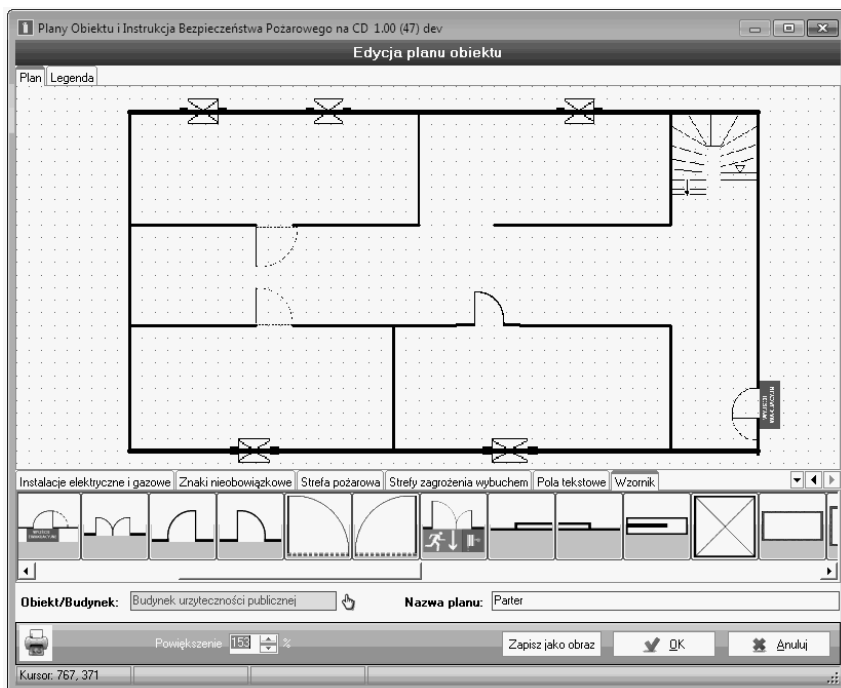 Plany Obiektu i Instrukcja Bezpieczeństwa Pożarowego na CD 1.00 (47) dev
Edycja planu obiektu
Plan Legenda
Instalacje elektryczne i gazowe Znaki nieobowiązkowe Strefa pożarowa Strefy zagrożenia wybuchem Pola tekstowe Wzornik
Obiekt/Budynek: Budynek urzyteczności publicznej Nazwa planu: Parter
Powiększenie 153 % Zapisz jako obraz OK Anuluj
Kursor: 767, 371